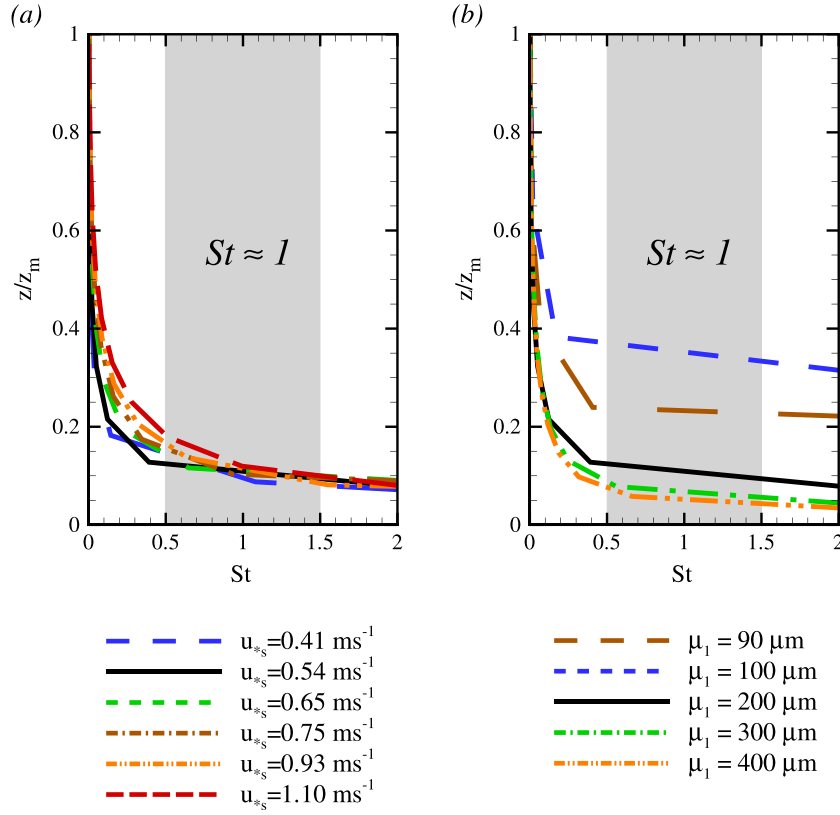 (a)
1
0.8
0.6
0.4
0.2
0
z/z_m
St ≈ 1
0 0.5 1 1.5 2
St
(b)
1
0.8
0.6
0.4
0.2
0
z/z_m
St ≈ 1
0 0.5 1 1.5 2
St
u_{*s}=0.41 ms^{-1}
u_{*s}=0.54 ms^{-1}
u_{*s}=0.65 ms^{-1}
u_{*s}=0.75 ms^{-1}
u_{*s}=0.93 ms^{-1}
u_{*s}=1.10 ms^{-1}
μ_1 = 90 μm
μ_1 = 100 μm
μ_1 = 200 μm
μ_1 = 300 μm
μ_1 = 400 μm